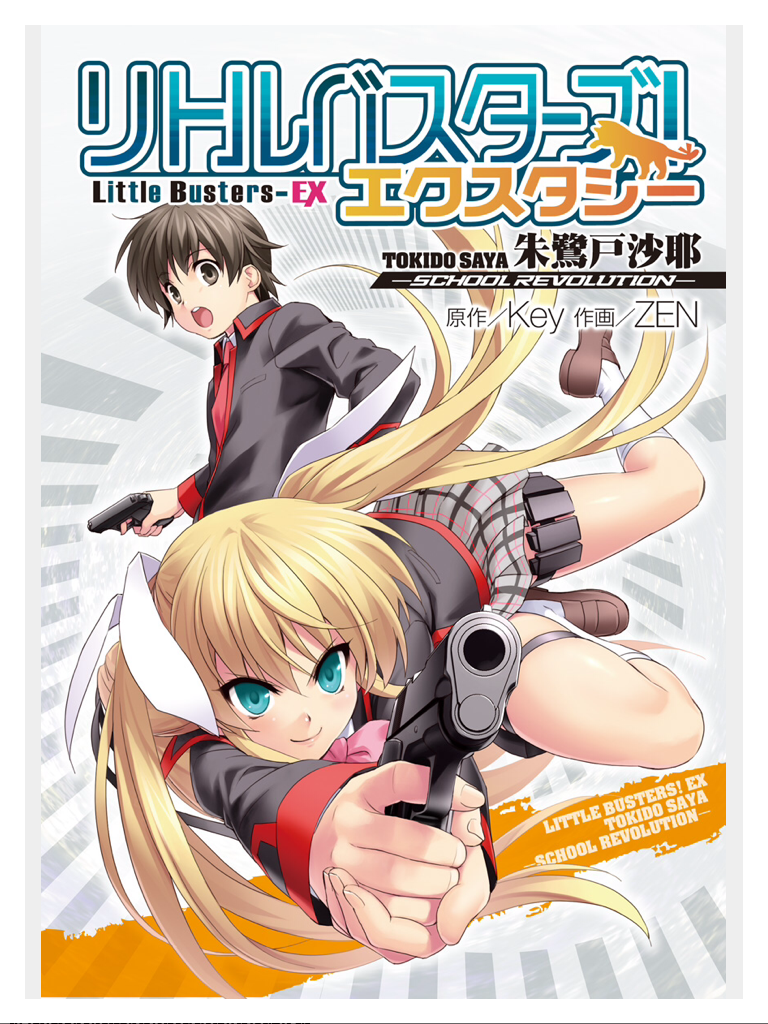 リトルバスターズ!
Little Busters-EX
エクスタシー
TOKIDO SAYA 朱鷺戸沙耶
—SCHOOL REVOLUTION—
原作/Key 作画/ZEN
LITTLE BUSTERS! EX
TOKIDO SAYA
—SCHOOL REVOLUTION—